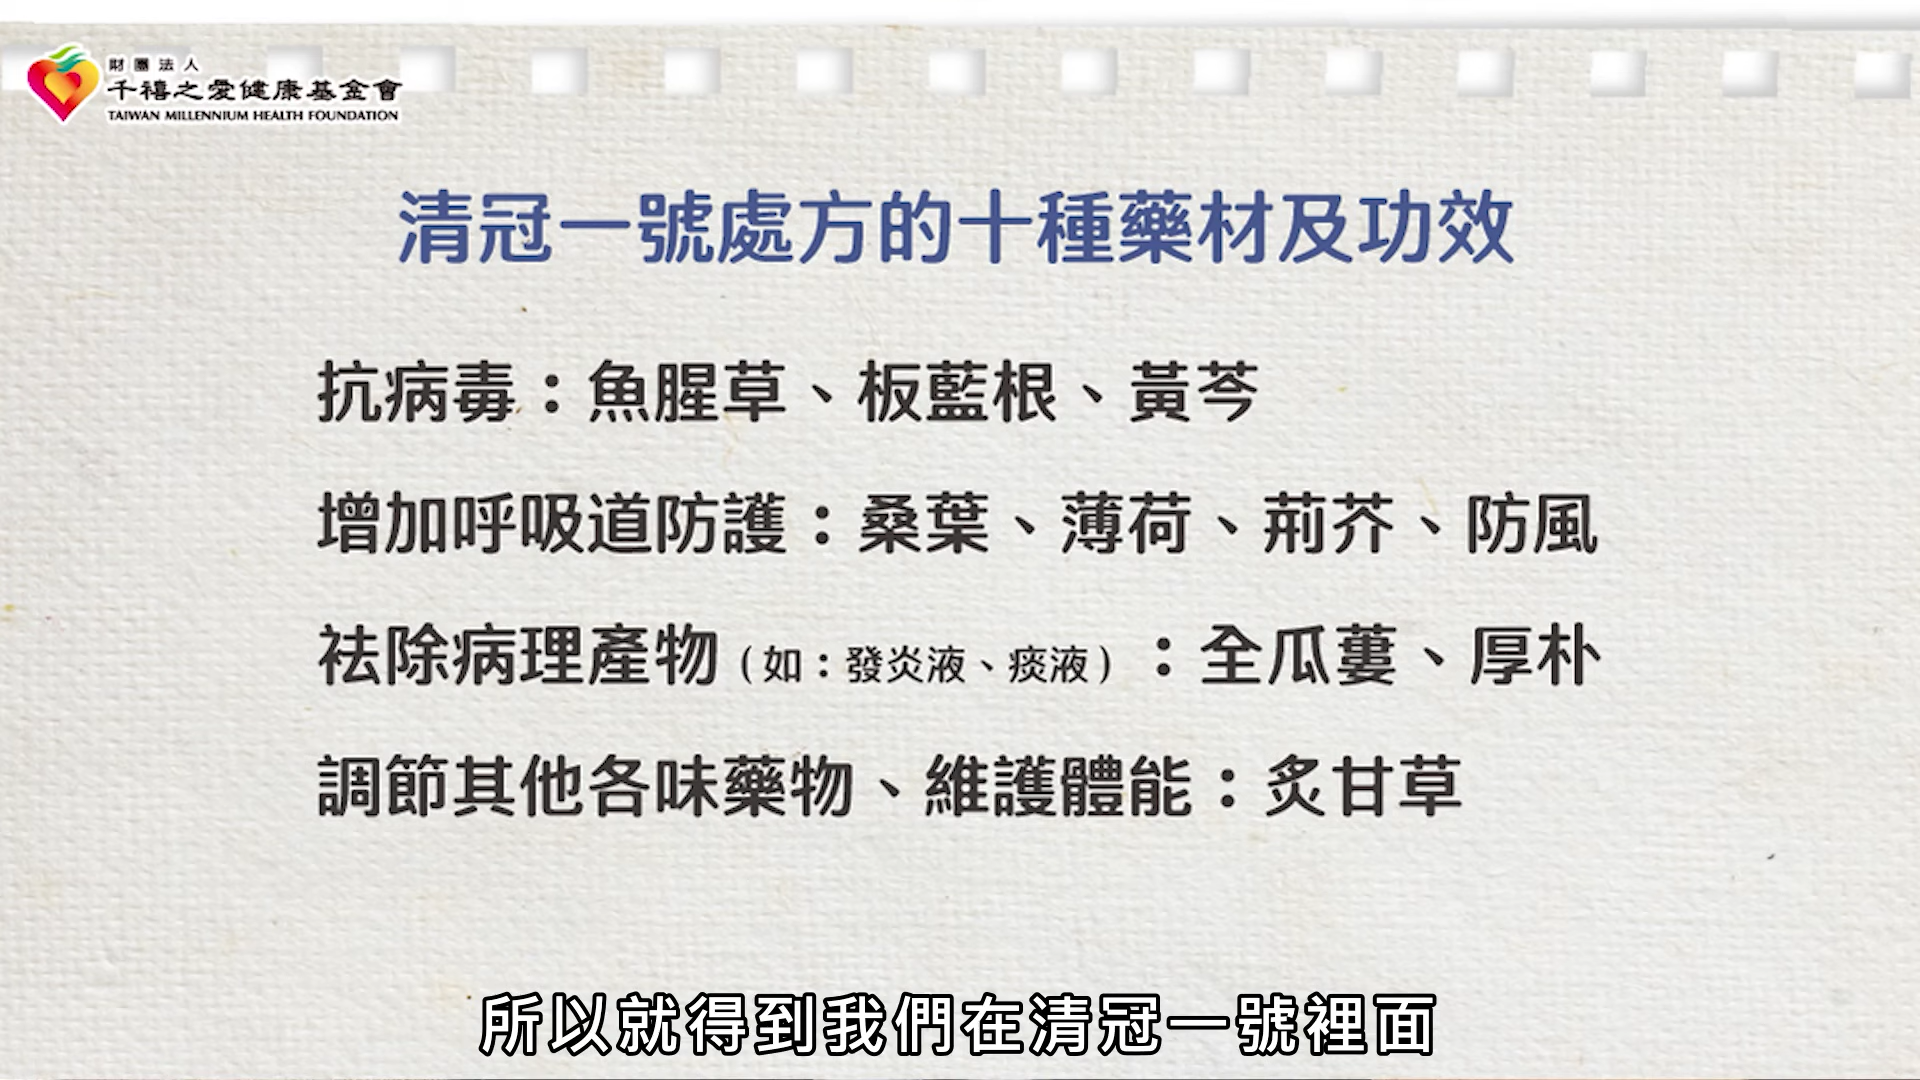 財團法人
千禧之愛健康基金會
TAIWAN MILLENNIUM HEALTH FOUNDATION
清冠一號處方的十種藥材及功效
抗病毒：魚腥草、板藍根、黃芩
增加呼吸道防護：桑葉、薄荷、荊芥、防風
祛除病理產物（如：發炎液、痰液）：全瓜蔞、厚朴
調節其他各味藥物、維護體能：炙甘草
所以就得到我們在清冠一號裡面